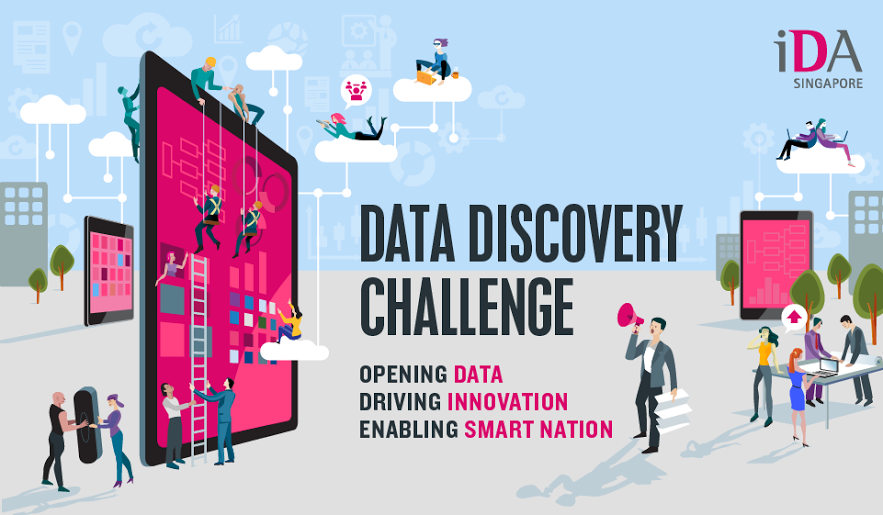 iDA
SINGAPORE
DATA DISCOVERY
CHALLENGE
OPENING DATA
DRIVING INNOVATION
ENABLING SMART NATION